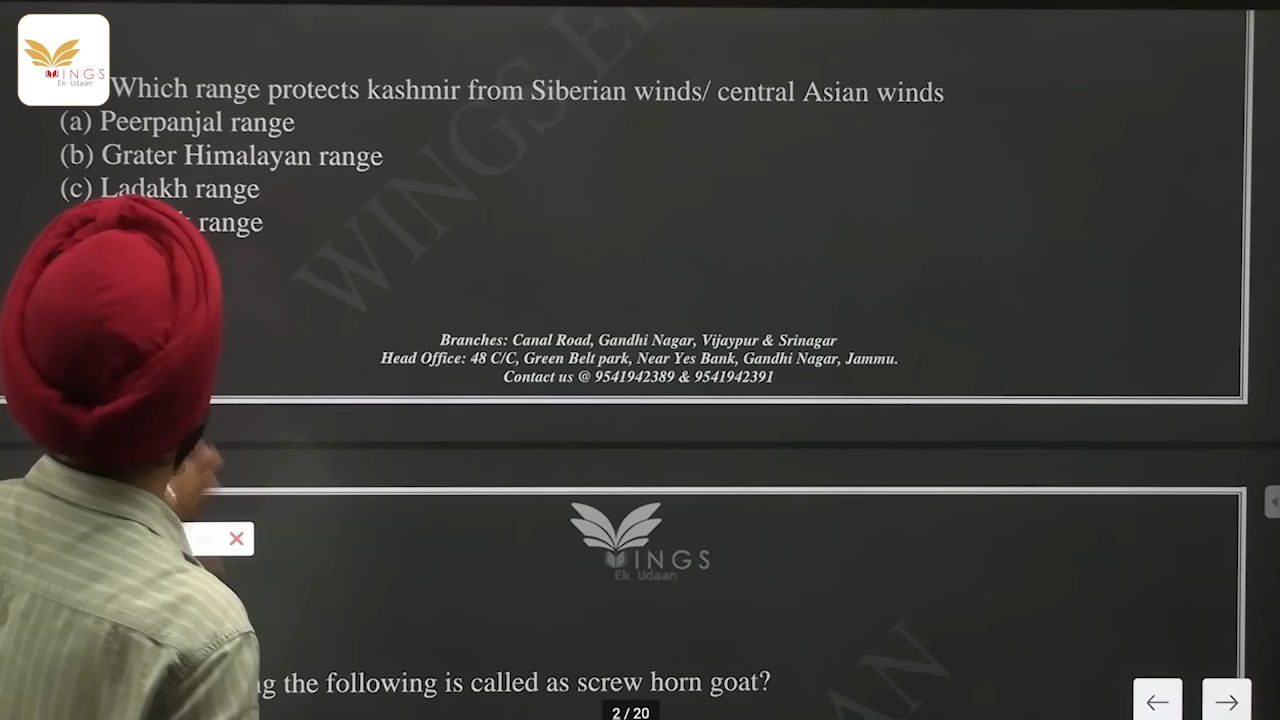 WINGS
Ek Udaan
Which range protects kashmir from Siberian winds/ central Asian winds
(a) Peerpanjal range
(b) Grater Himalayan range
(c) Ladakh range
range
Branches: Canal Road, Gandhi Nagar, Vijaypur & Srinagar
Head Office: 48 C/C, Green Belt park, Near Yes Bank, Gandhi Nagar, Jammu.
Contact us @ 9541942389 & 9541942391
WINGS
Ek Udaan
the following is called as screw horn goat?
2 / 20